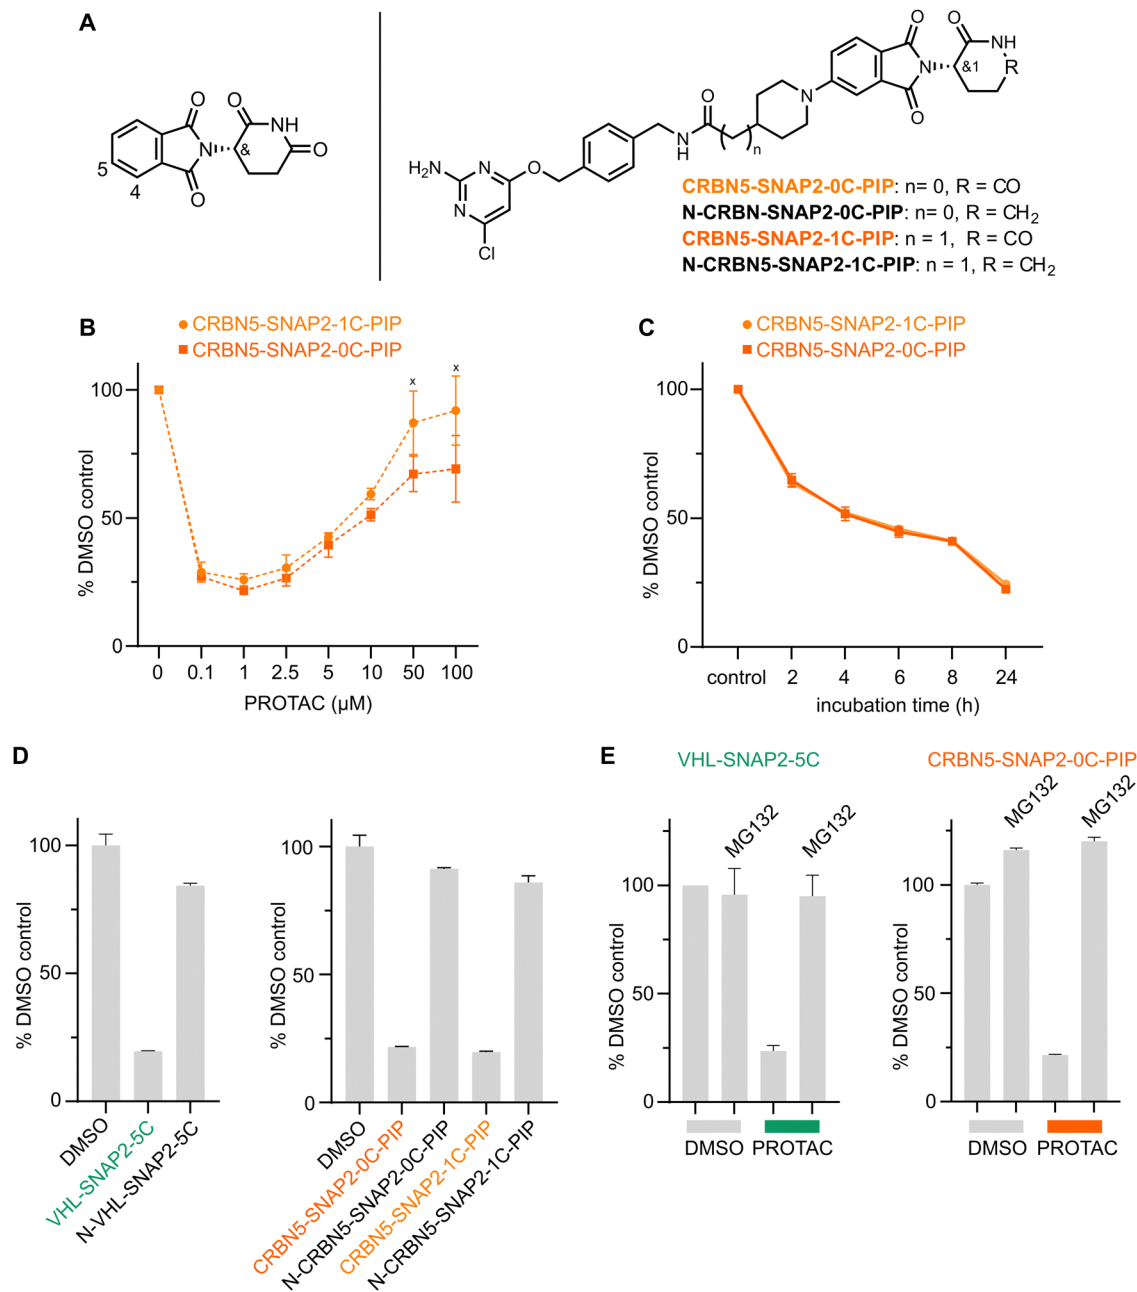 A
O
O
NH
N
&
O
O
5
4
O
O
NH
N
&1
R
O
N
O
N
H
n
H2N
N
N
O
Cl
CRBN5-SNAP2-0C-PIP: n= 0, R = CO
N-CRBN-SNAP2-0C-PIP: n= 0, R = CH2
CRBN5-SNAP2-1C-PIP: n = 1, R = CO
N-CRBN5-SNAP2-1C-PIP: n = 1, R = CH2
B
CRBN5-SNAP2-1C-PIP
CRBN5-SNAP2-0C-PIP
% DMSO control
100
50
0
x
x
0 0.1 1 2.5 5 10 50 100
PROTAC (µM)
C
CRBN5-SNAP2-1C-PIP
CRBN5-SNAP2-0C-PIP
% DMSO control
100
50
0
control 2 4 6 8 24
incubation time (h)
D
% DMSO control
100
50
0
DMSO
VHL-SNAP2-5C
N-VHL-SNAP2-5C
% DMSO control
100
50
0
DMSO
CRBN5-SNAP2-0C-PIP
N-CRBN5-SNAP2-0C-PIP
CRBN5-SNAP2-1C-PIP
N-CRBN5-SNAP2-1C-PIP
E
VHL-SNAP2-5C
% DMSO control
100
50
0
MG132
MG132
DMSO PROTAC
CRBN5-SNAP2-0C-PIP
% DMSO control
100
50
0
MG132
MG132
DMSO PROTAC